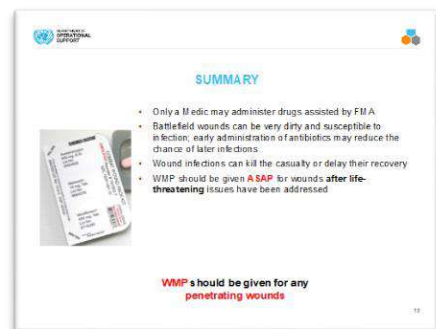 DEPARTMENT OF
OPERATIONAL
SUPPORT
SUMMARY
• Only a Medic may administer drugs assisted by FMA
• Battlefield wounds can be very dirty and susceptible to
infection; early administration of antibiotics may reduce the
chance of later infections
• Wound infections can kill the casualty or delay their recovery
• WMP should be given ASAP for wounds after life-
threatening issues have been addressed
WMP should be given for any
penetrating wounds